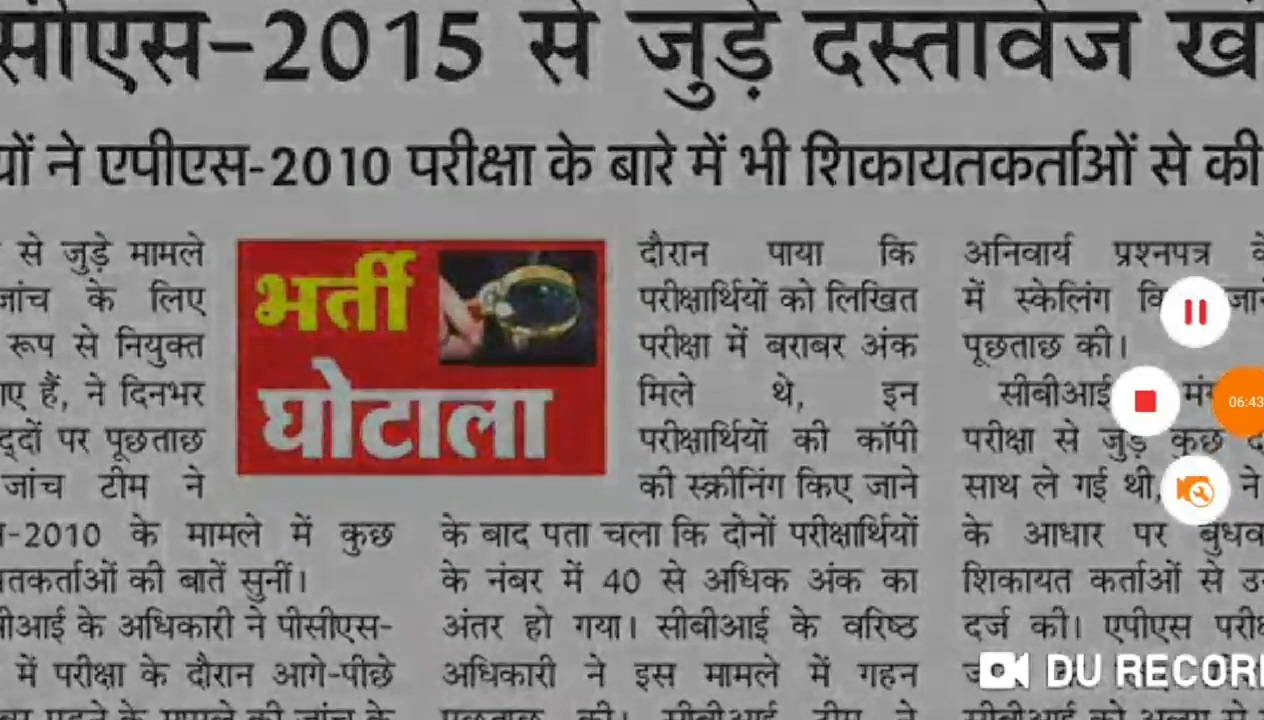 सीएस-2015 से जुड़े दस्तावेज
ने एपीएस-2010 परीक्षा के बारे में भी शिकायतकर्ताओं से की
से जुड़े मामले
जांच के लिए
रूप से नियुक्त
हैं, ने दिनभर
पर पूछताछ
जांच टीम ने
-2010 के मामले में कुछ
की बातें सुनीं।
के अधिकारी ने पीसीएस-
में परीक्षा के दौरान आगे-पीछे
भर्ती
घोटाला
दौरान पाया कि
परीक्षार्थियों को लिखित
परीक्षा में बराबर अंक
मिले थे, इन
परीक्षार्थियों की कॉपी
की स्क्रीनिंग किए जाने
के बाद पता चला कि दोनों परीक्षार्थियों
के नंबर में 40 से अधिक अंक का
अंतर हो गया। सीबीआई के वरिष्ठ
अधिकारी ने इस मामले में गहन
अनिवार्य प्रश्नपत्र
में स्केलिंग
पूछताछ की।
सीबीआई
परीक्षा से जुड़े कुछ
साथ ले गई थी, ने
के आधार पर
शिकायत कर्ताओं से
दर्ज की। एपीएस
06:43
DU RECOR